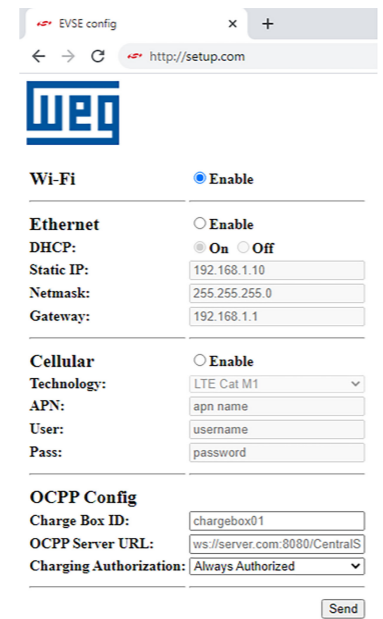 EVSE config
http://setup.com
weg
Wi-Fi Enable
Ethernet Enable
DHCP: On Off
Static IP: 192.168.1.10
Netmask: 255.255.255.0
Gateway: 192.168.1.1
Cellular Enable
Technology: LTE Cat M1
APN: apn name
User: username
Pass: password
OCPP Config
Charge Box ID: chargebox01
OCPP Server URL: ws://server.com:8080/CentralS
Charging Authorization: Always Authorized
Send